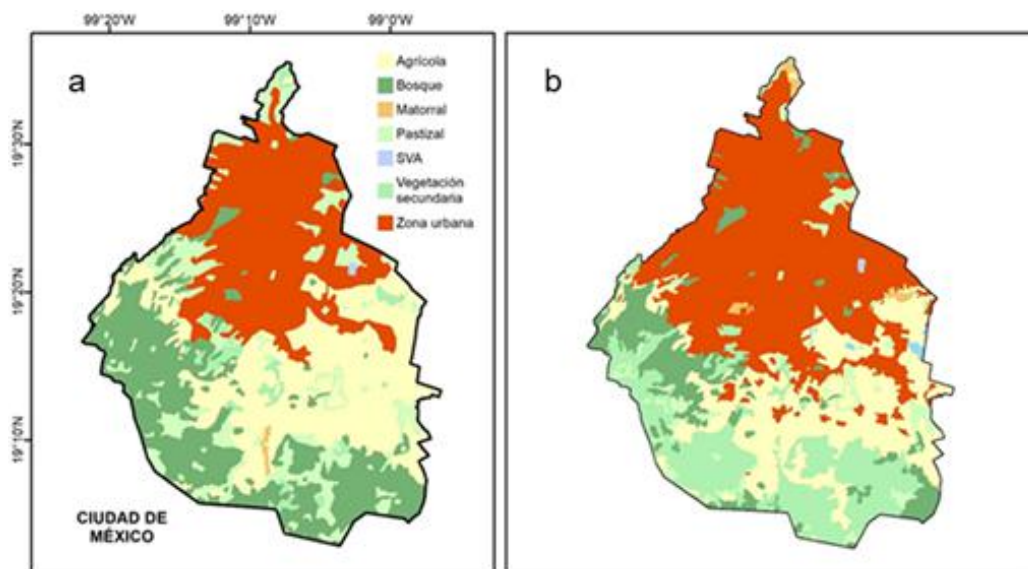 99°20'W 99°10'W 99°0'W
a
b
Agrícola
Bosque
Matorral
Pastizal
SVA
Vegetación
secundaria
Zona urbana
19°30'N
19°20'N
19°10'N
CIUDAD DE
MÉXICO